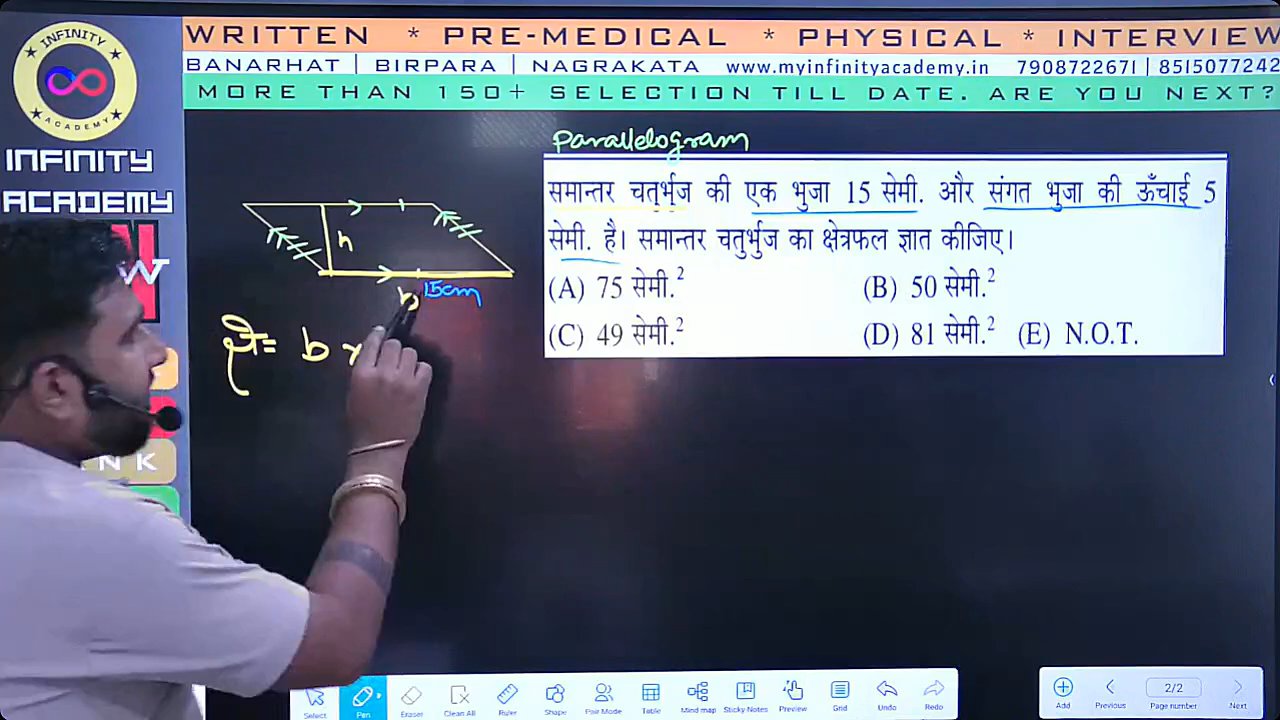 WRITTEN * PRE-MEDICAL * PHYSICAL * INTERVIEW
BANARHAT | BIRPARA | NAGRAKATA www.myinfinityacademy.in 7908722671 | 8515077242
MORE THAN 150+ SELECTION TILL DATE. ARE YOU NEXT?
INFINITY
ACADEMY
INFINITY
ACADEMY
W
N K
Parallelogram
समान्तर चतुर्भुज की एक भुजा 15 सेमी. और संगत भुजा की ऊँचाई 5
सेमी. है। समान्तर चतुर्भुज का क्षेत्रफल ज्ञात कीजिए।
(A) 75 सेमी.² (B) 50 सेमी.²
(C) 49 सेमी.² (D) 81 सेमी.² (E) N.O.T.
h
b 15cm
क्षे = b x
Select Pen Eraser Clean All Ruler Shape Pair Mode Table Mind map Sticky-Notes Preview Grid Undo Redo
Add Previous 2/2 Page number Next